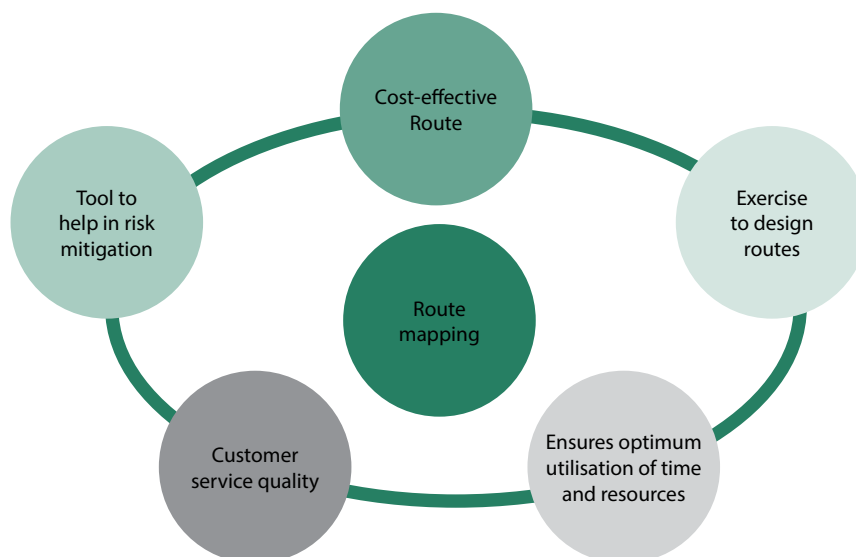 Cost-effective
Route
Tool to
help in risk
mitigation
Exercise
to design
routes
Route
mapping
Customer
service quality
Ensures optimum
utilisation of time
and resources